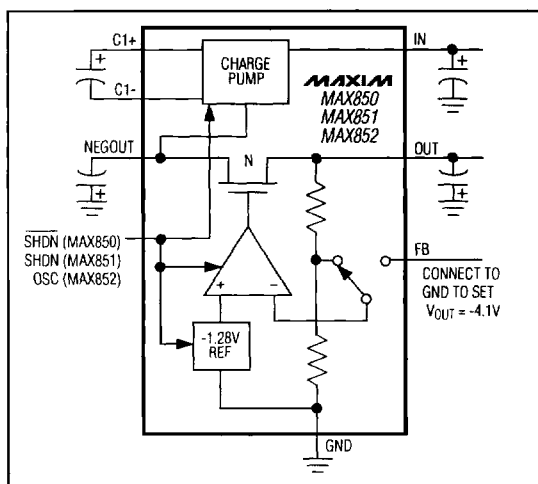 C1+
C1-
CHARGE
PUMP
IN
+
+
MAXIM
MAX850
MAX851
MAX852
NEGOUT
N
OUT
+
+
SHDN (MAX850)
SHDN (MAX851)
OSC (MAX852)
+
−
FB
CONNECT TO
GND TO SET
VOUT = -4.1V
-1.28V
REF
GND